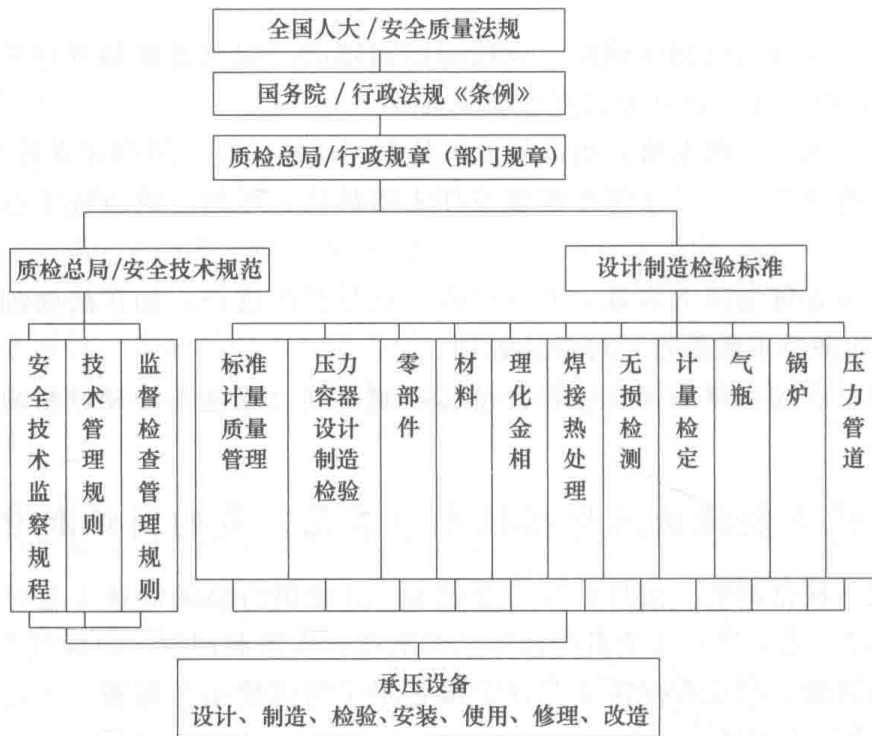 全国人大/安全质量法规
国务院/行政法规《条例》
质检总局/行政规章(部门规章)
质检总局/安全技术规范
设计制造检验标准
安全技术监察规程
技术管理规则
监督检查管理规则
标准
计量
质量
管理
压力
容器
设计
制造
检验
零部件
材料
理化金相
焊接热处理
无损检测
计量检定
气瓶
锅炉
压力管道
承压设备
设计、制造、检验、安装、使用、修理、改造